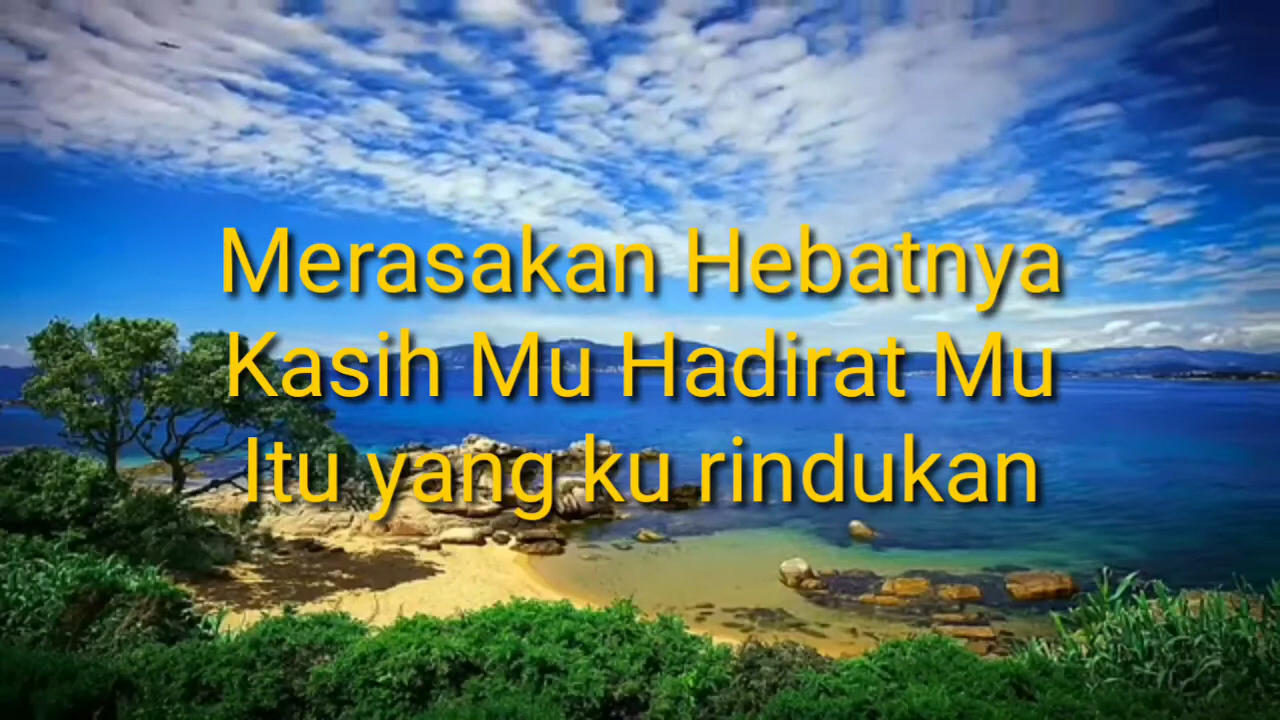 Merasakan Hebatnya
Kasih Mu Hadirat Mu
Itu yang ku rindukan